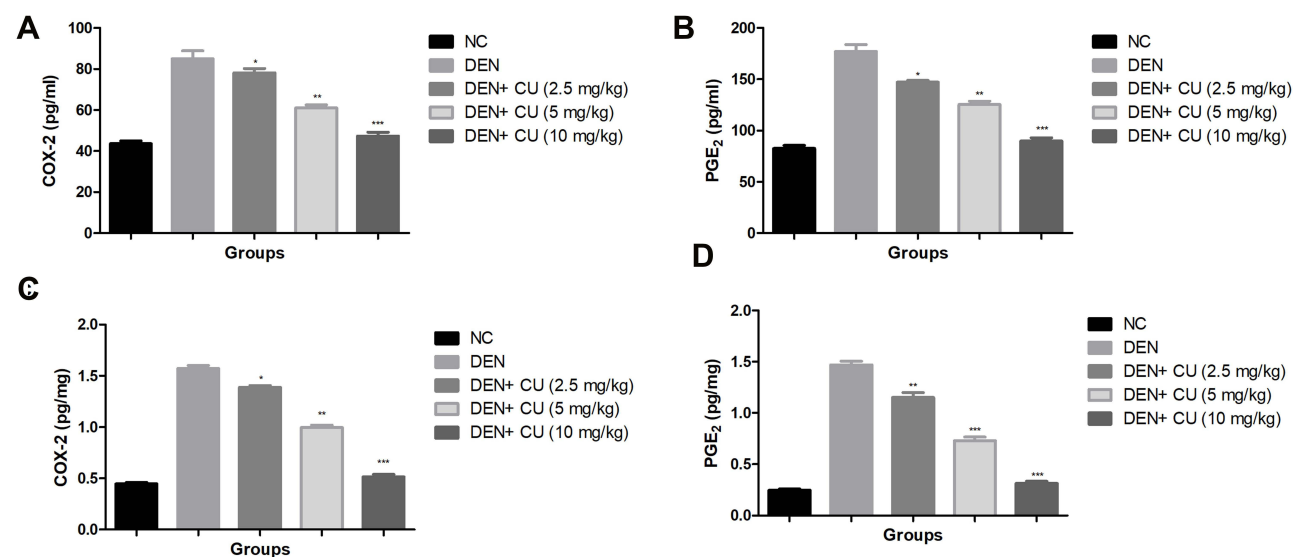 A
COX-2 (pg/ml)
100
80
60
40
20
0
*
**
***
Groups
NC
DEN
DEN+ CU (2.5 mg/kg)
DEN+ CU (5 mg/kg)
DEN+ CU (10 mg/kg)
B
PGE2 (pg/ml)
200
150
100
50
0
*
**
***
Groups
NC
DEN
DEN+ CU (2.5 mg/kg)
DEN+ CU (5 mg/kg)
DEN+ CU (10 mg/kg)
C
COX-2 (pg/mg)
2.0
1.5
1.0
0.5
0.0
*
**
***
Groups
NC
DEN
DEN+ CU (2.5 mg/kg)
DEN+ CU (5 mg/kg)
DEN+ CU (10 mg/kg)
D
PGE2 (pg/mg)
2.0
1.5
1.0
0.5
0.0
**
***
***
Groups
NC
DEN
DEN+ CU (2.5 mg/kg)
DEN+ CU (5 mg/kg)
DEN+ CU (10 mg/kg)